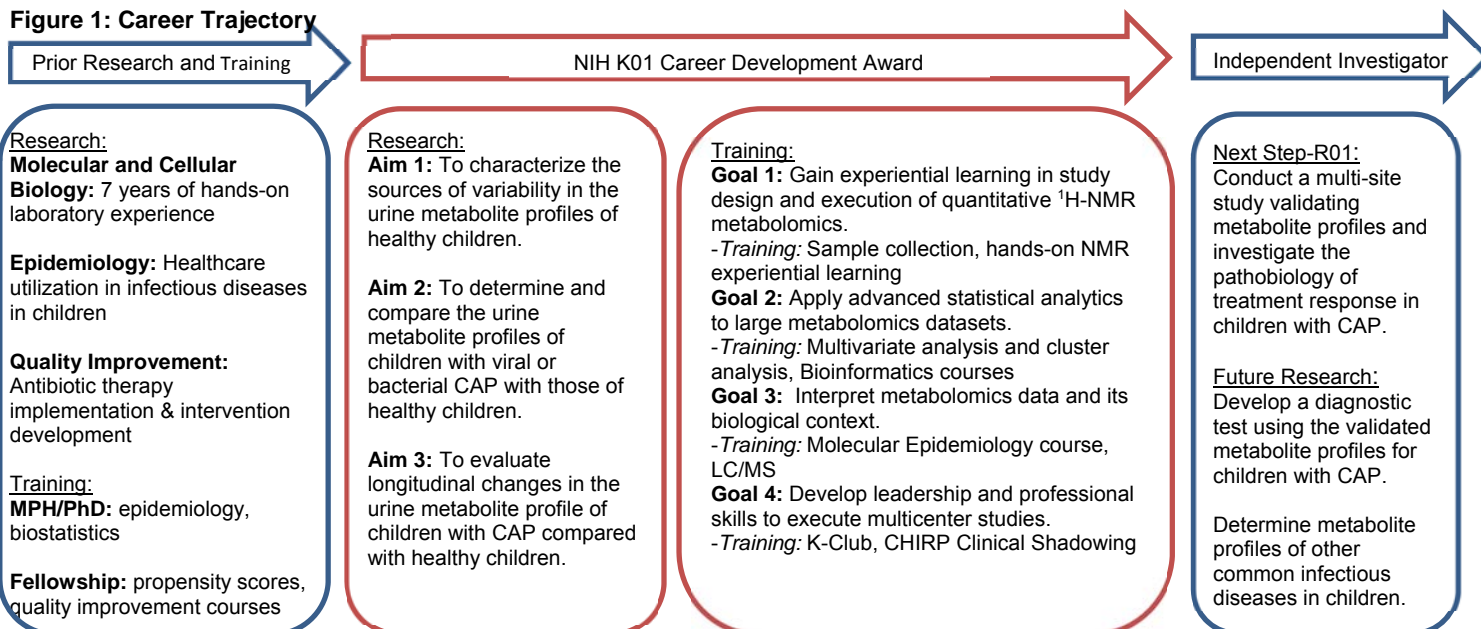 Figure 1: Career Trajectory
Prior Research and Training
NIH K01 Career Development Award
Independent Investigator
Research:
Molecular and Cellular
Biology: 7 years of hands-on
laboratory experience
Epidemiology: Healthcare
utilization in infectious diseases
in children
Quality Improvement:
Antibiotic therapy
implementation & intervention
development
Training:
MPH/PhD: epidemiology,
biostatistics
Fellowship: propensity scores,
quality improvement courses
Research:
Aim 1: To characterize the
sources of variability in the
urine metabolite profiles of
healthy children.
Aim 2: To determine and
compare the urine
metabolite profiles of
children with viral or
bacterial CAP with those of
healthy children.
Aim 3: To evaluate
longitudinal changes in the
urine metabolite profile of
children with CAP compared
with healthy children.
Training:
Goal 1: Gain experiential learning in study
design and execution of quantitative ¹H-NMR
metabolomics.
-Training: Sample collection, hands-on NMR
experiential learning
Goal 2: Apply advanced statistical analytics
to large metabolomics datasets.
-Training: Multivariate analysis and cluster
analysis, Bioinformatics courses
Goal 3: Interpret metabolomics data and its
biological context.
-Training: Molecular Epidemiology course,
LC/MS
Goal 4: Develop leadership and professional
skills to execute multicenter studies.
-Training: K-Club, CHIRP Clinical Shadowing
Next Step-R01:
Conduct a multi-site
study validating
metabolite profiles and
investigate the
pathobiology of
treatment response in
children with CAP.
Future Research:
Develop a diagnostic
test using the validated
metabolite profiles for
children with CAP.
Determine metabolite
profiles of other
common infectious
diseases in children.